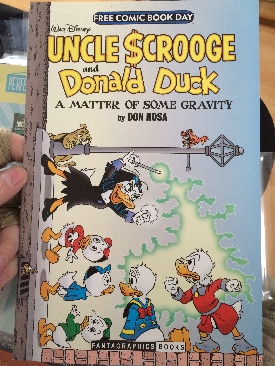 FREE COMIC BOOK DAY
Walt Disney
UNCLE $CROOGE
and
Donald Duck
A MATTER OF SOME GRAVITY
by DON ROSA
FANTAGRAPHICS BOOKS